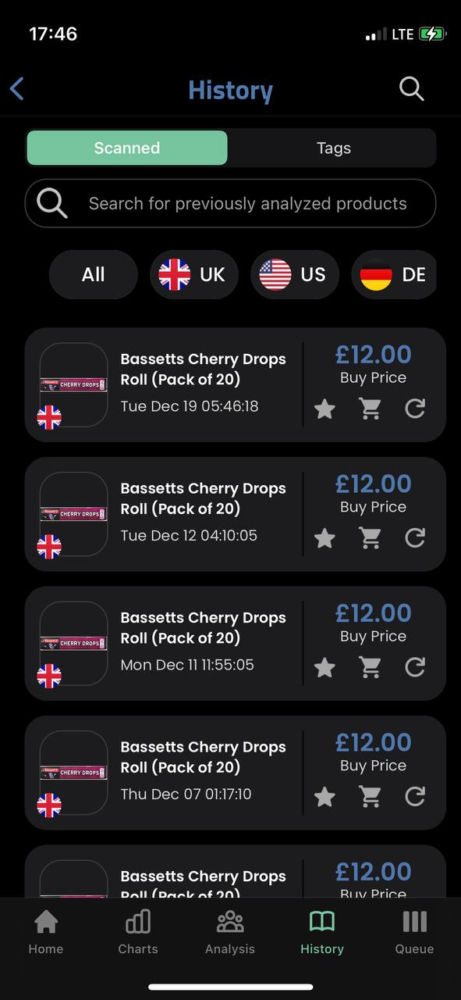 17:46
LTE
History
Scanned
Tags
Search for previously analyzed products
All
UK
US
DE
Bassetts Cherry Drops
Roll (Pack of 20)
Tue Dec 19 05:46:18
£12.00
Buy Price
CHERRY DROPS
Bassetts Cherry Drops
Roll (Pack of 20)
Tue Dec 12 04:10:05
£12.00
Buy Price
CHERRY DROPS
Bassetts Cherry Drops
Roll (Pack of 20)
Mon Dec 11 11:55:05
£12.00
Buy Price
CHERRY DROPS
Bassetts Cherry Drops
Roll (Pack of 20)
Thu Dec 07 01:17:10
£12.00
Buy Price
CHERRY DROPS
Bassetts Cherry Drops
Roll (Pack of 20)
£12.00
Buy Price
Home
Charts
Analysis
History
Queue